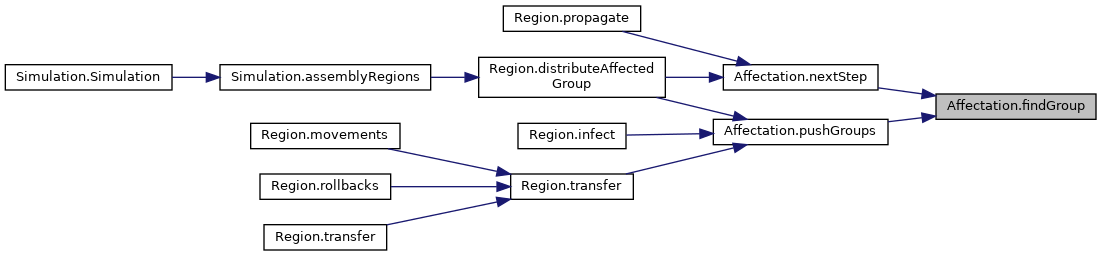 Region.propagate
Simulation.Simulation
Simulation.assemblyRegions
Region.distributeAffected
Group
Affectation.nextStep
Affectation.findGroup
Region.movements
Region.infect
Affectation.pushGroups
Region.rollbacks
Region.transfer
Region.transfer